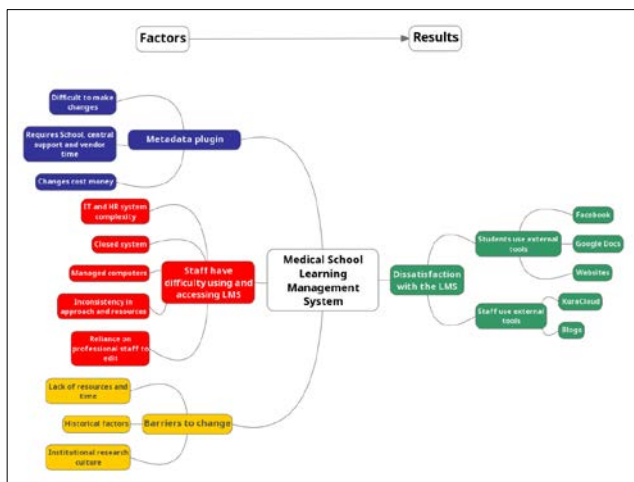 Factors
Results
Difficult to make
changes
Requires School, central
support and vendor
time
Changes cost money
Metadata plugin
IT and HR system
complexity
Closed system
Managed computers
Inconsistency in
approach and resources
Reliance on
professional staff to
edit
Staff have
difficulty using and
accessing LMS
Lack of resources and
time
Historical factors
Institutional research
culture
Barriers to change
Medical School
Learning
Management
System
Dissatisfaction
with the LMS
Students use external
tools
Facebook
Google Docs
Websites
Staff use external
tools
KuraCloud
Blogs